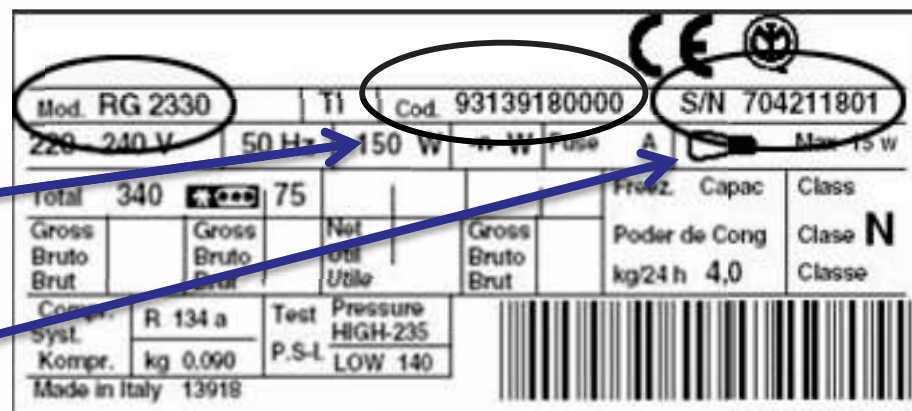 CE
Mod. RG 2330 TI Cod. 93139180000 S/N 704211801
220 - 240 V 50 Hz 150 W W Fuse A Max 15 w
Total 340 75 Freez. Capac Class
Gross Gross Net Gross Poder de Cong Clase N
Bruto Bruto Util Bruto
Brut Brut Utile Brut kg/24 h 4,0 Classe
Compr. R 134 a Test Pressure
Syst. HIGH-235
Kompr. kg 0.090 P.S-I. LOW 140
Made in Italy 13918